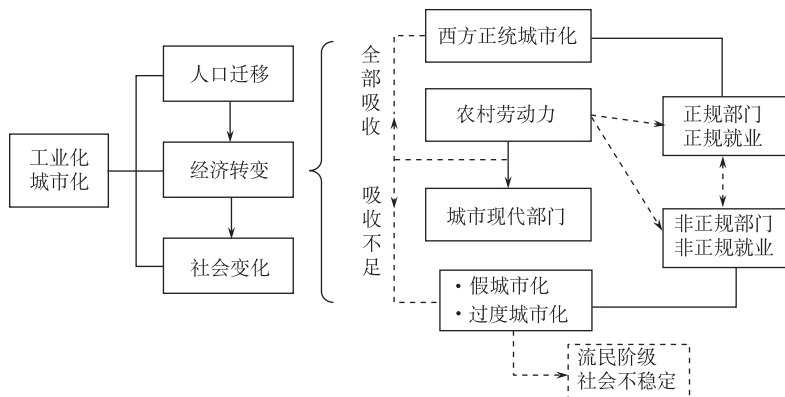 工业化
城市化
人口迁移
经济转变
社会变化
全部吸收
吸收不足
西方正统城市化
农村劳动力
城市现代部门
·假城市化
·过度城市化
正规部门
正规就业
非正规部门
非正规就业
流民阶级
社会不稳定